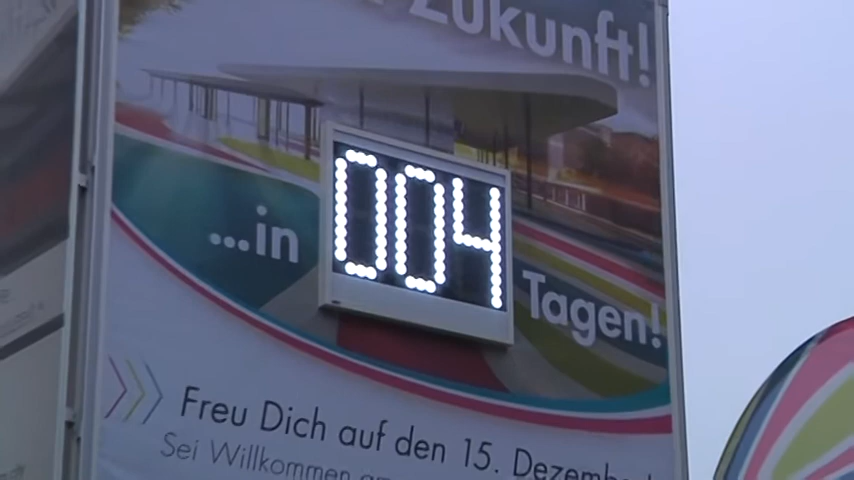 Zukunft!
...in 004 Tagen!
Freu Dich auf den 15. Dezember
Sei Willkommen